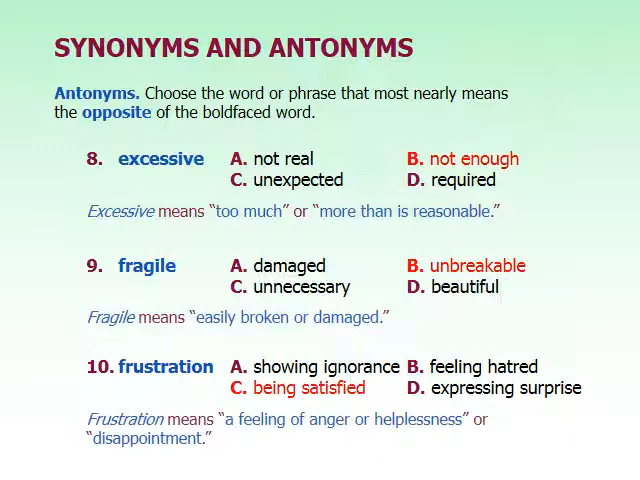 SYNONYMS AND ANTONYMS
Antonyms. Choose the word or phrase that most nearly means
the opposite of the boldfaced word.
8. excessive A. not real B. not enough
C. unexpected D. required
Excessive means “too much” or “more than is reasonable.”
9. fragile A. damaged B. unbreakable
C. unnecessary D. beautiful
Fragile means “easily broken or damaged.”
10. frustration A. showing ignorance B. feeling hatred
C. being satisfied D. expressing surprise
Frustration means “a feeling of anger or helplessness” or
“disappointment.”